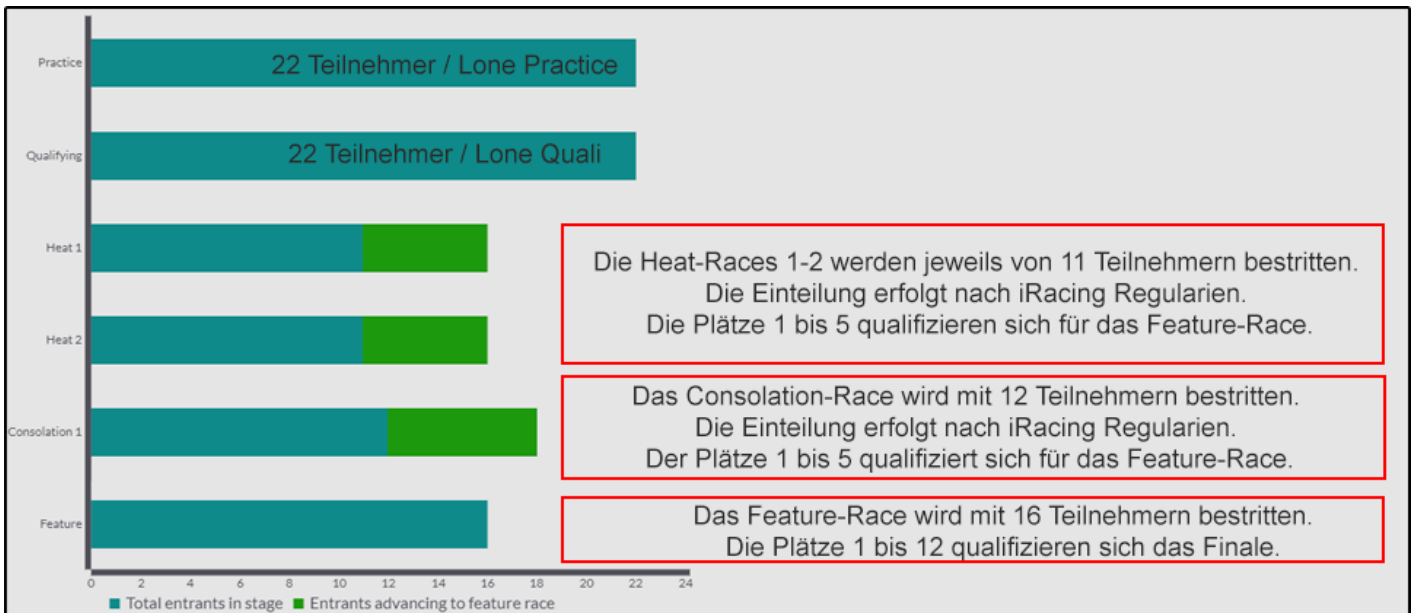 Practice
22 Teilnehmer / Lone Practice
Qualifying
22 Teilnehmer / Lone Quali
Heat 1
Heat 2
Die Heat-Races 1-2 werden jeweils von 11 Teilnehmern bestritten.
Die Einteilung erfolgt nach iRacing Regularien.
Die Plätze 1 bis 5 qualifizieren sich für das Feature-Race.
Consolation 1
Das Consolation-Race wird mit 12 Teilnehmern bestritten.
Die Einteilung erfolgt nach iRacing Regularien.
Der Plätze 1 bis 5 qualifiziert sich für das Feature-Race.
Feature
Das Feature-Race wird mit 16 Teilnehmern bestritten.
Die Plätze 1 bis 12 qualifizieren sich das Finale.
0 2 4 6 8 10 12 14 16 18 20 22 24
Total entrants in stage Entrants advancing to feature race